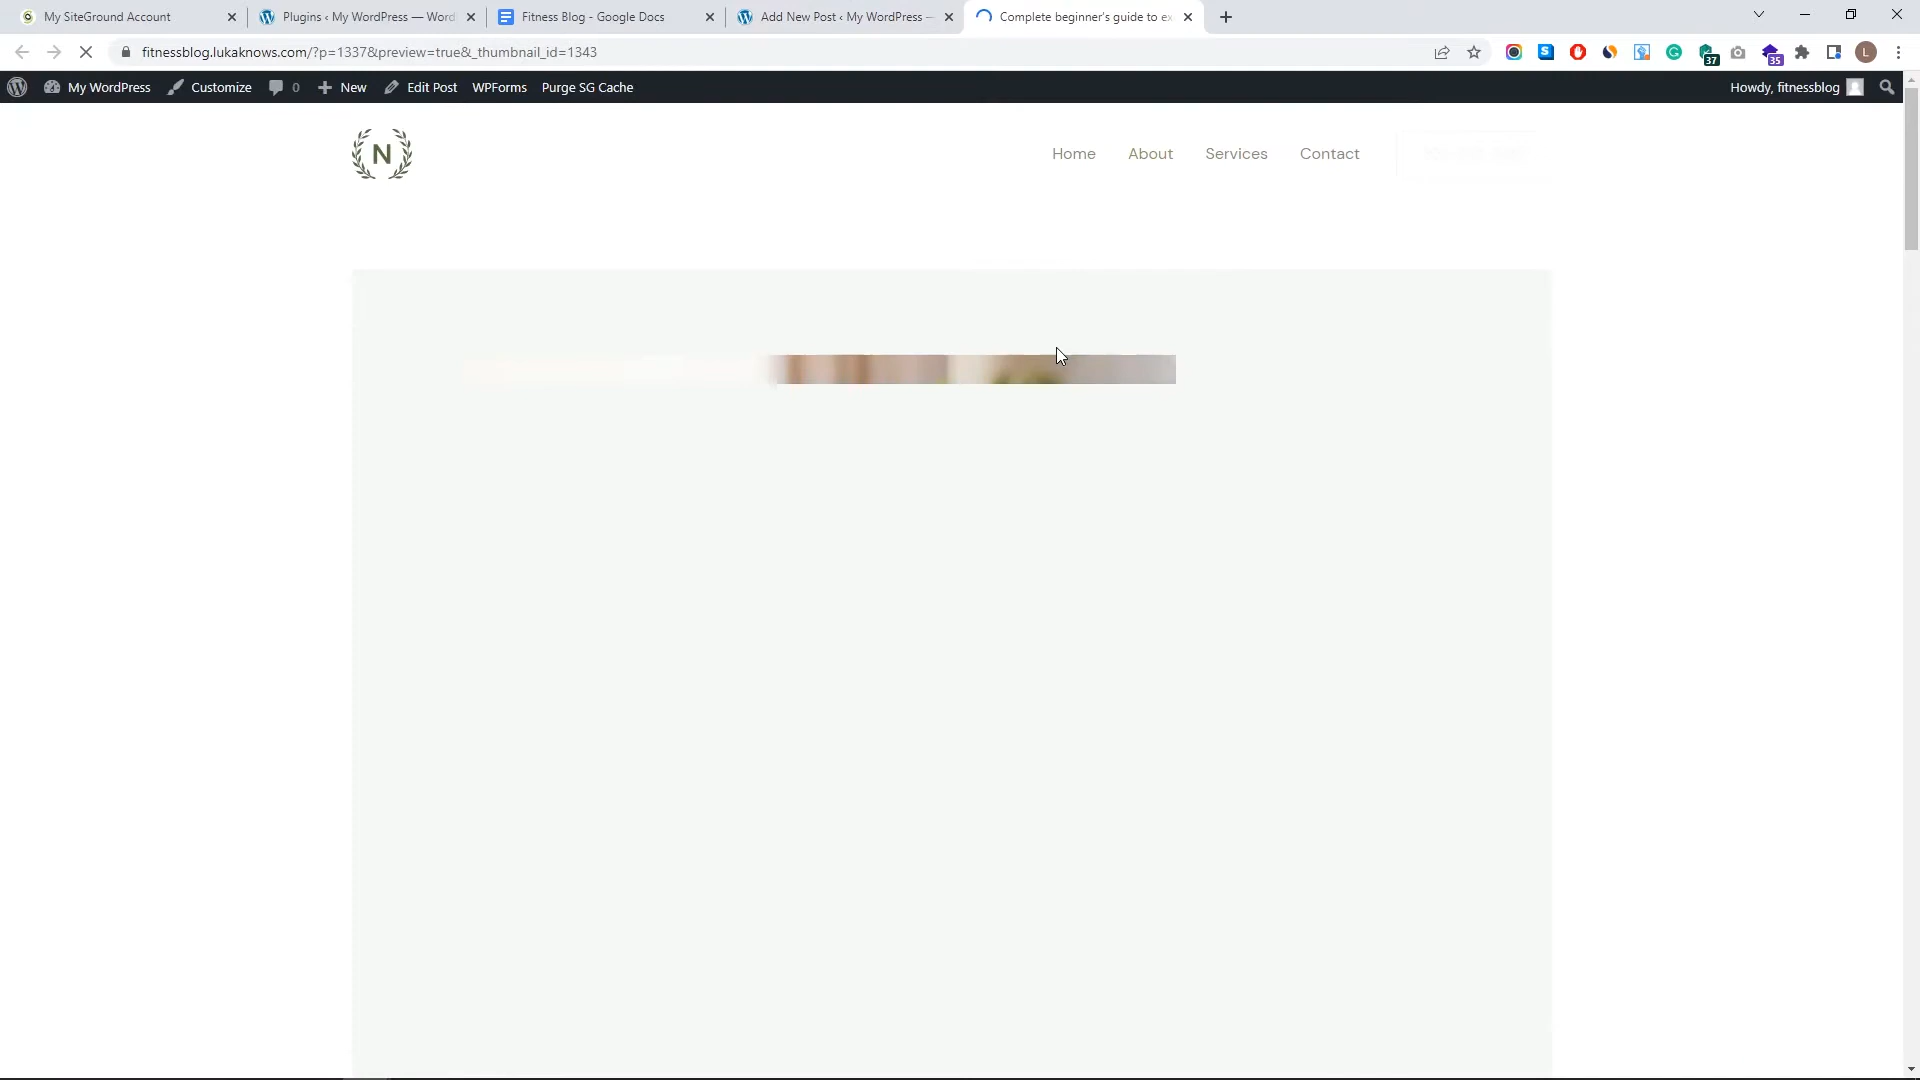 My SiteGround Account
Plugins ‹ My WordPress — Word
Fitness Blog - Google Docs
Add New Post ‹ My WordPress —
Complete beginner's guide to ex
fitnessblog.lukaknows.com/?p=1337&preview=true&_thumbnail_id=1343
S
G
37
35
L
My WordPress
Customize
0
New
Edit Post
WPForms
Purge SG Cache
Howdy, fitnessblog
N
Home
About
Services
Contact